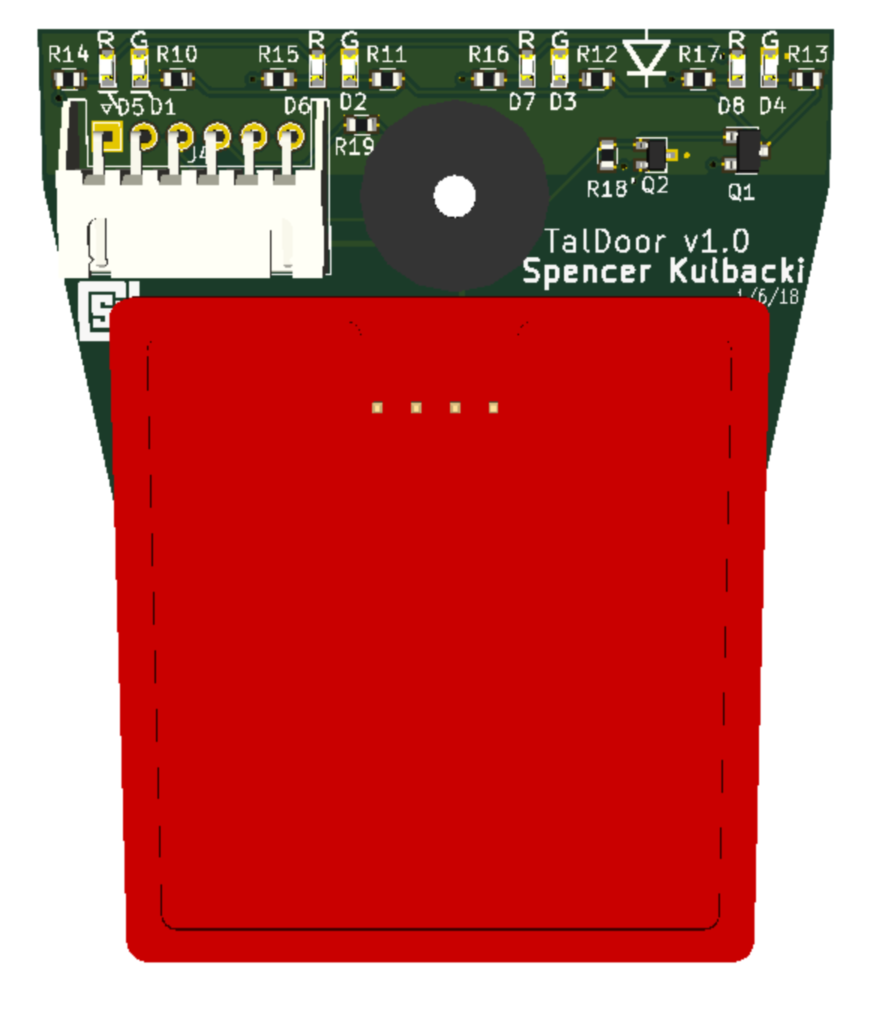 R G R G R G R G
R14 R10 R15 R11 R16 R12 R17 R13
D5 D1 D6 D2 D7 D3 D8 D4
R19
R18 Q2 Q1
TalDoor v1.0
Spencer Kulbacki
1/6/18